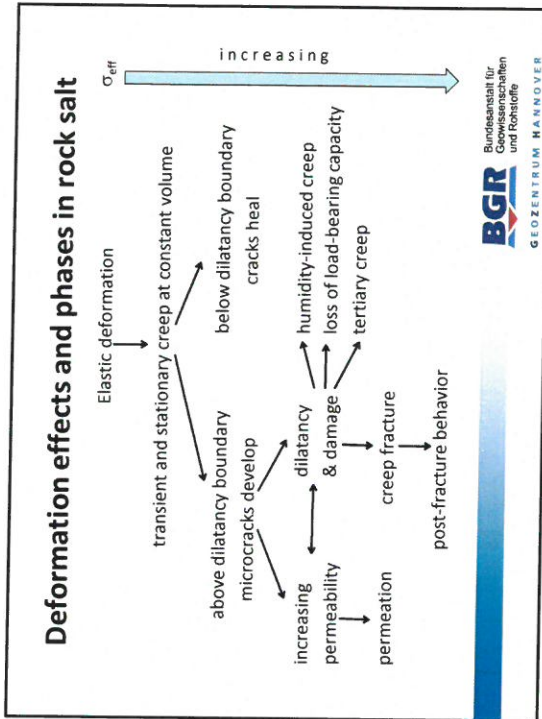 Deformation effects and phases in rock salt
σeff
increasing
Elastic deformation
transient and stationary creep at constant volume
above dilatancy boundary
microcracks develop
below dilatancy boundary
cracks heal
increasing
permeability
dilatancy
& damage
humidity-induced creep
loss of load-bearing capacity
tertiary creep
permeation
creep fracture
post-fracture behavior
BGR
Bundesanstalt für
Geowissenschaften
und Rohstoffe
GEOZENTRUM HANNOVER